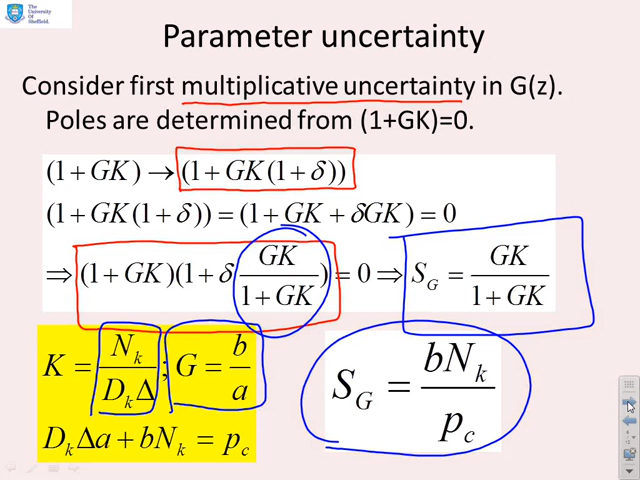 The
University
Of
Sheffield.
Parameter uncertainty
Consider first multiplicative uncertainty in G(z).
Poles are determined from (1+GK)=0.
(1 + GK) → (1 + GK(1 + δ))
(1 + GK(1 + δ)) = (1 + GK + δGK) = 0
⇒ (1 + GK)(1 + δ GK / 1 + GK) = 0 ⇒ S_G = GK / 1 + GK
K = N_k / D_k Δ ; G = b / a
D_k Δa + bN_k = p_c
S_G = bN_k / p_c